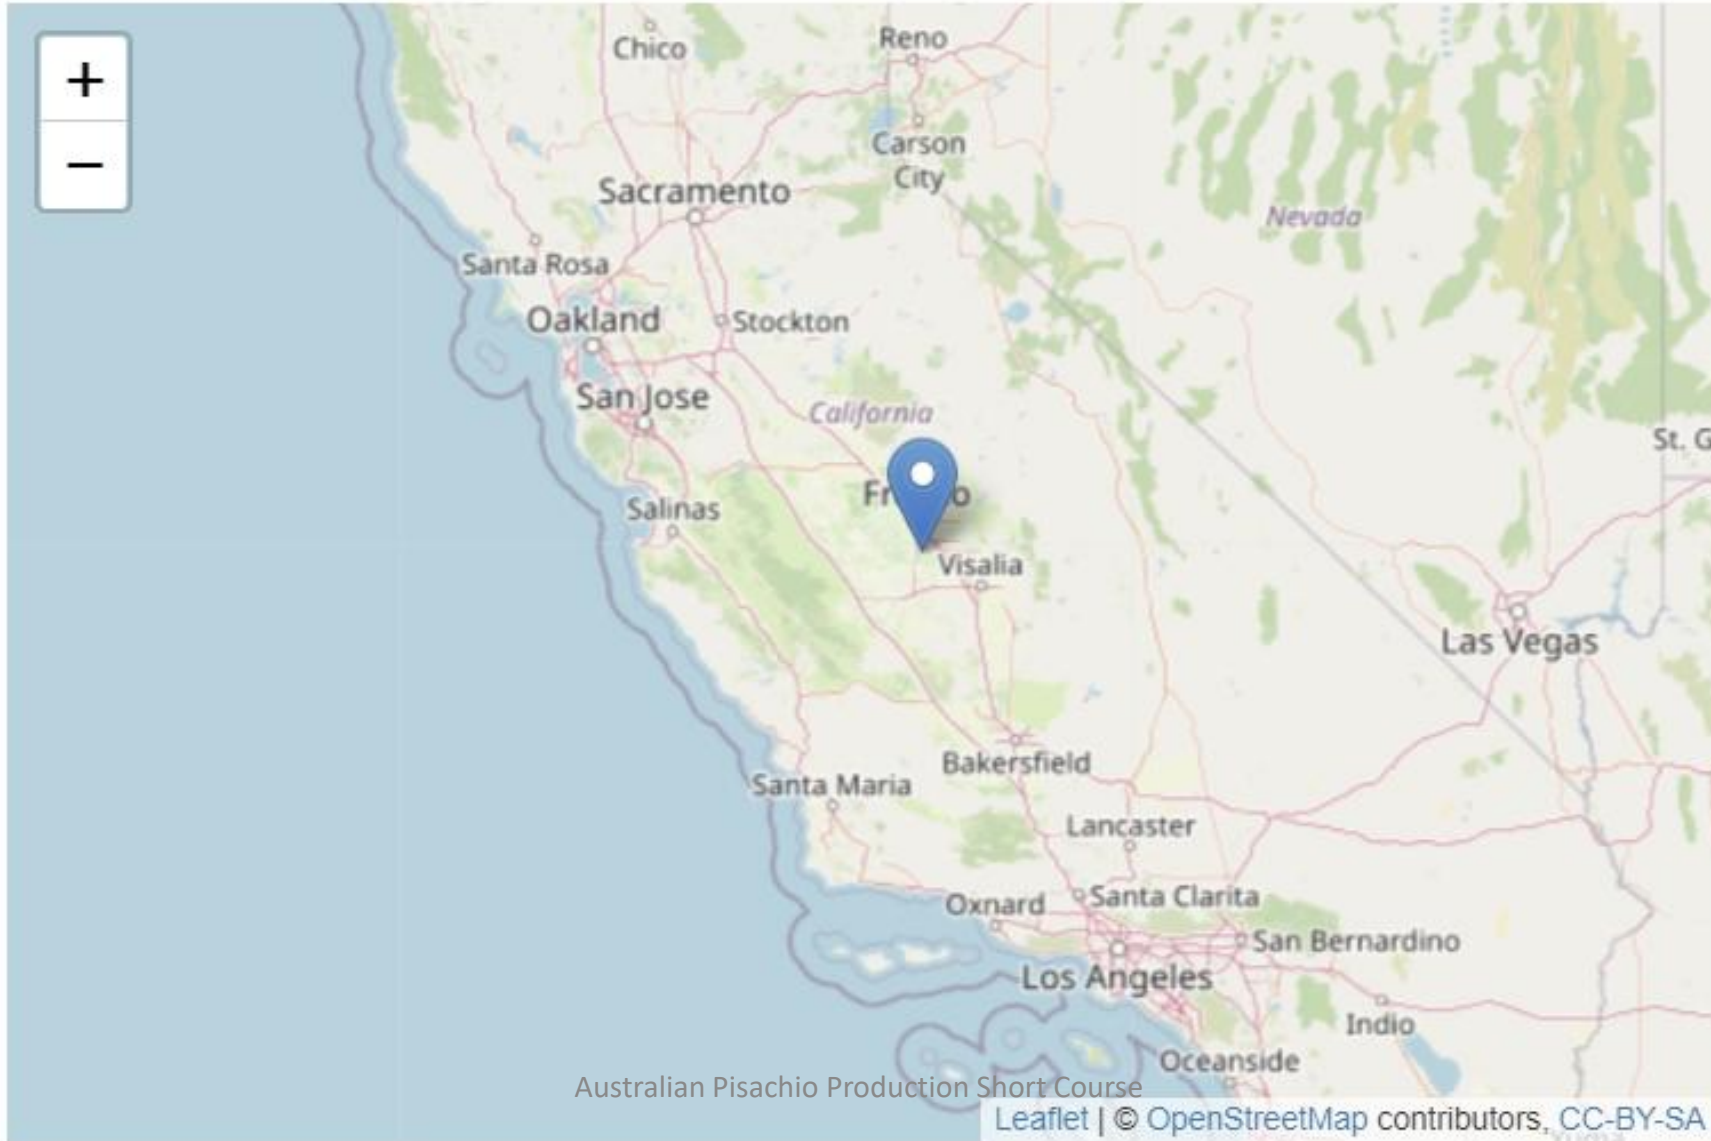 +
−
Chico
Reno
Carson
City
Sacramento
Nevada
Santa Rosa
Oakland
Stockton
San Jose
California
St. G
Salinas
Fr o
Visalia
Las Vegas
Bakersfield
Santa Maria
Lancaster
Santa Clarita
Oxnard
San Bernardino
Los Angeles
Indio
Oceanside
Australian Pisachio Production Short Course
Leaflet | © OpenStreetMap contributors, CC-BY-SA